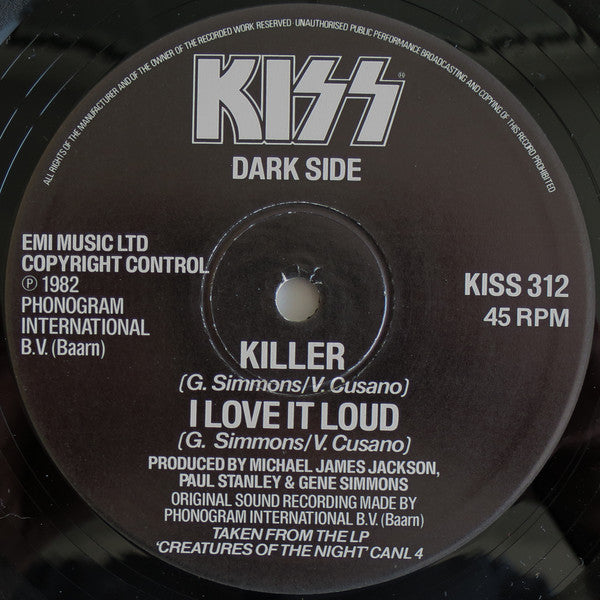 ALL RIGHTS OF THE MANUFACTURER AND OF THE OWNER OF THE RECORDED WORK RESERVED UNAUTHORISED PUBLIC PERFORMANCE BROADCASTING AND COPYING OF THIS RECORD PROHIBITED
KISS
®
DARK SIDE
EMI MUSIC LTD
COPYRIGHT CONTROL
℗ 1982
PHONOGRAM
INTERNATIONAL
B.V. (Baarn)
KISS 312
45 RPM
KILLER
(G. Simmons/V. Cusano)
I LOVE IT LOUD
(G. Simmons/V. Cusano)
PRODUCED BY MICHAEL JAMES JACKSON,
PAUL STANLEY & GENE SIMMONS
ORIGINAL SOUND RECORDING MADE BY
PHONOGRAM INTERNATIONAL B.V. (Baarn)
TAKEN FROM THE LP
'CREATURES OF THE NIGHT' CANL 4